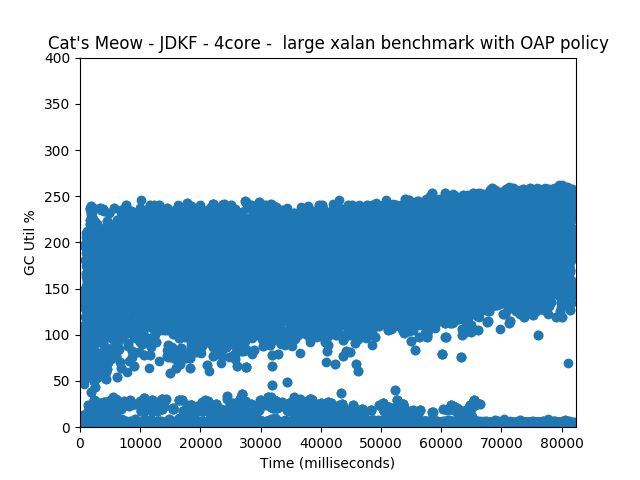 Cat's Meow - JDKF - 4core -  large xalan benchmark with OAP policy
400
350
300
250
200
150
100
50
0
GC Util %
0 10000 20000 30000 40000 50000 60000 70000 80000
Time (milliseconds)